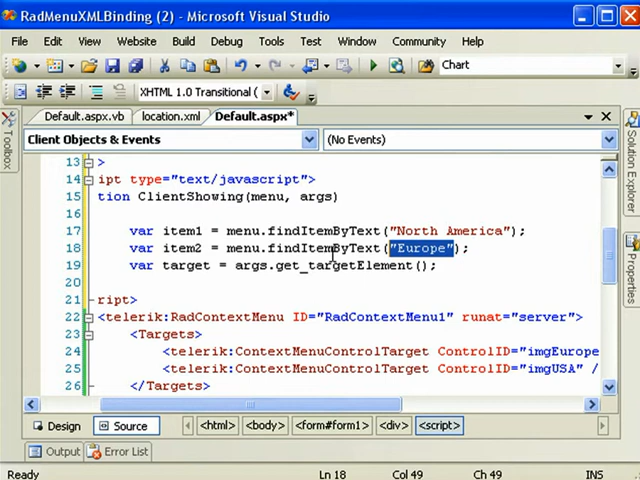 RadMenuXMLBinding (2) - Microsoft Visual Studio
File Edit View Website Build Debug Tools Test Window Community Help
Chart
XHTML 1.0 Transitional (
Default.aspx.vb location.xml Default.aspx*
Client Objects & Events (No Events)
Toolbox
Solution Explorer
Properties
13 >
14 ipt type="text/javascript">
15 tion ClientShowing(menu, args)
16
17 var item1 = menu.findItemByText("North America");
18 var item2 = menu.findItemByText("Europe");
19 var target = args.get_targetElement();
20
21 ript>
22 <telerik:RadContextMenu ID="RadContextMenu1" runat="server">
23 <Targets>
24 <telerik:ContextMenuControlTarget ControlID="imgEurope
25 <telerik:ContextMenuControlTarget ControlID="imgUSA" /
26 </Targets>
Design Source <html> <body> <form#form1> <div> <script>
Output Error List
Ready Ln 18 Col 49 Ch 49